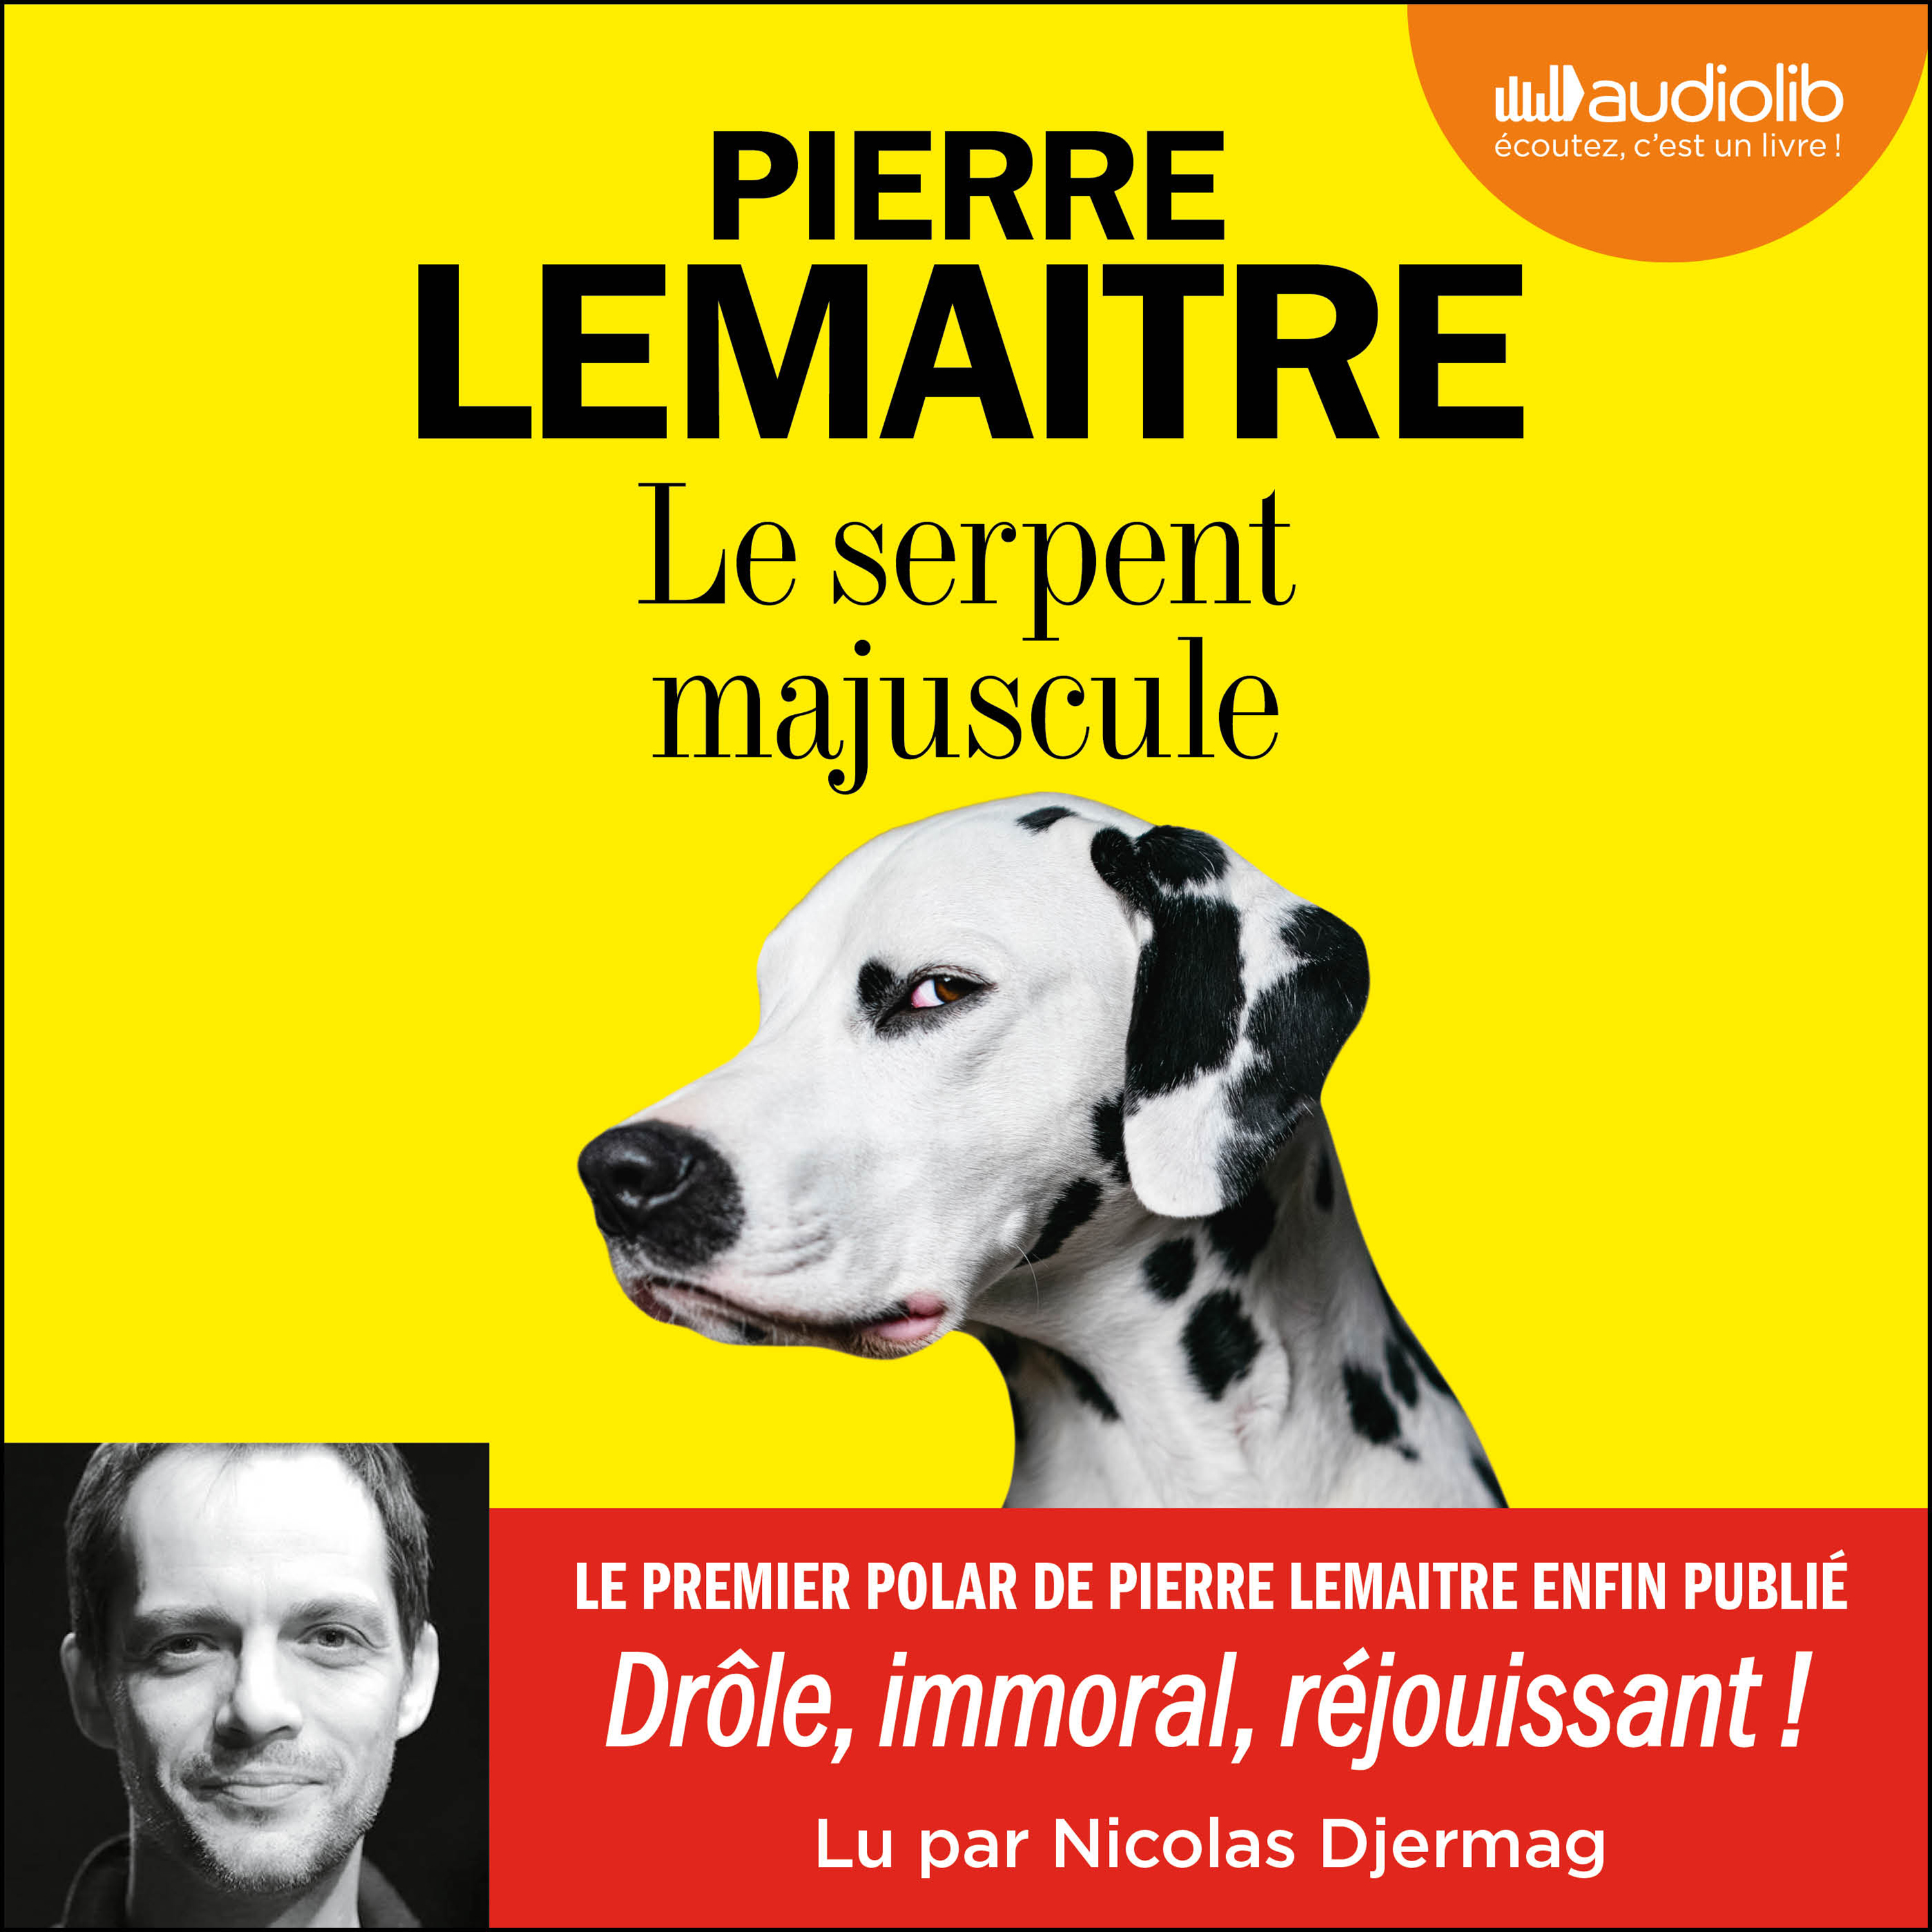 audiolib
écoutez, c'est un livre !
PIERRE
LEMAITRE
Le serpent
majuscule
LE PREMIER POLAR DE PIERRE LEMAITRE ENFIN PUBLIÉ
Drôle, immoral, réjouissant !
Lu par Nicolas Djermag